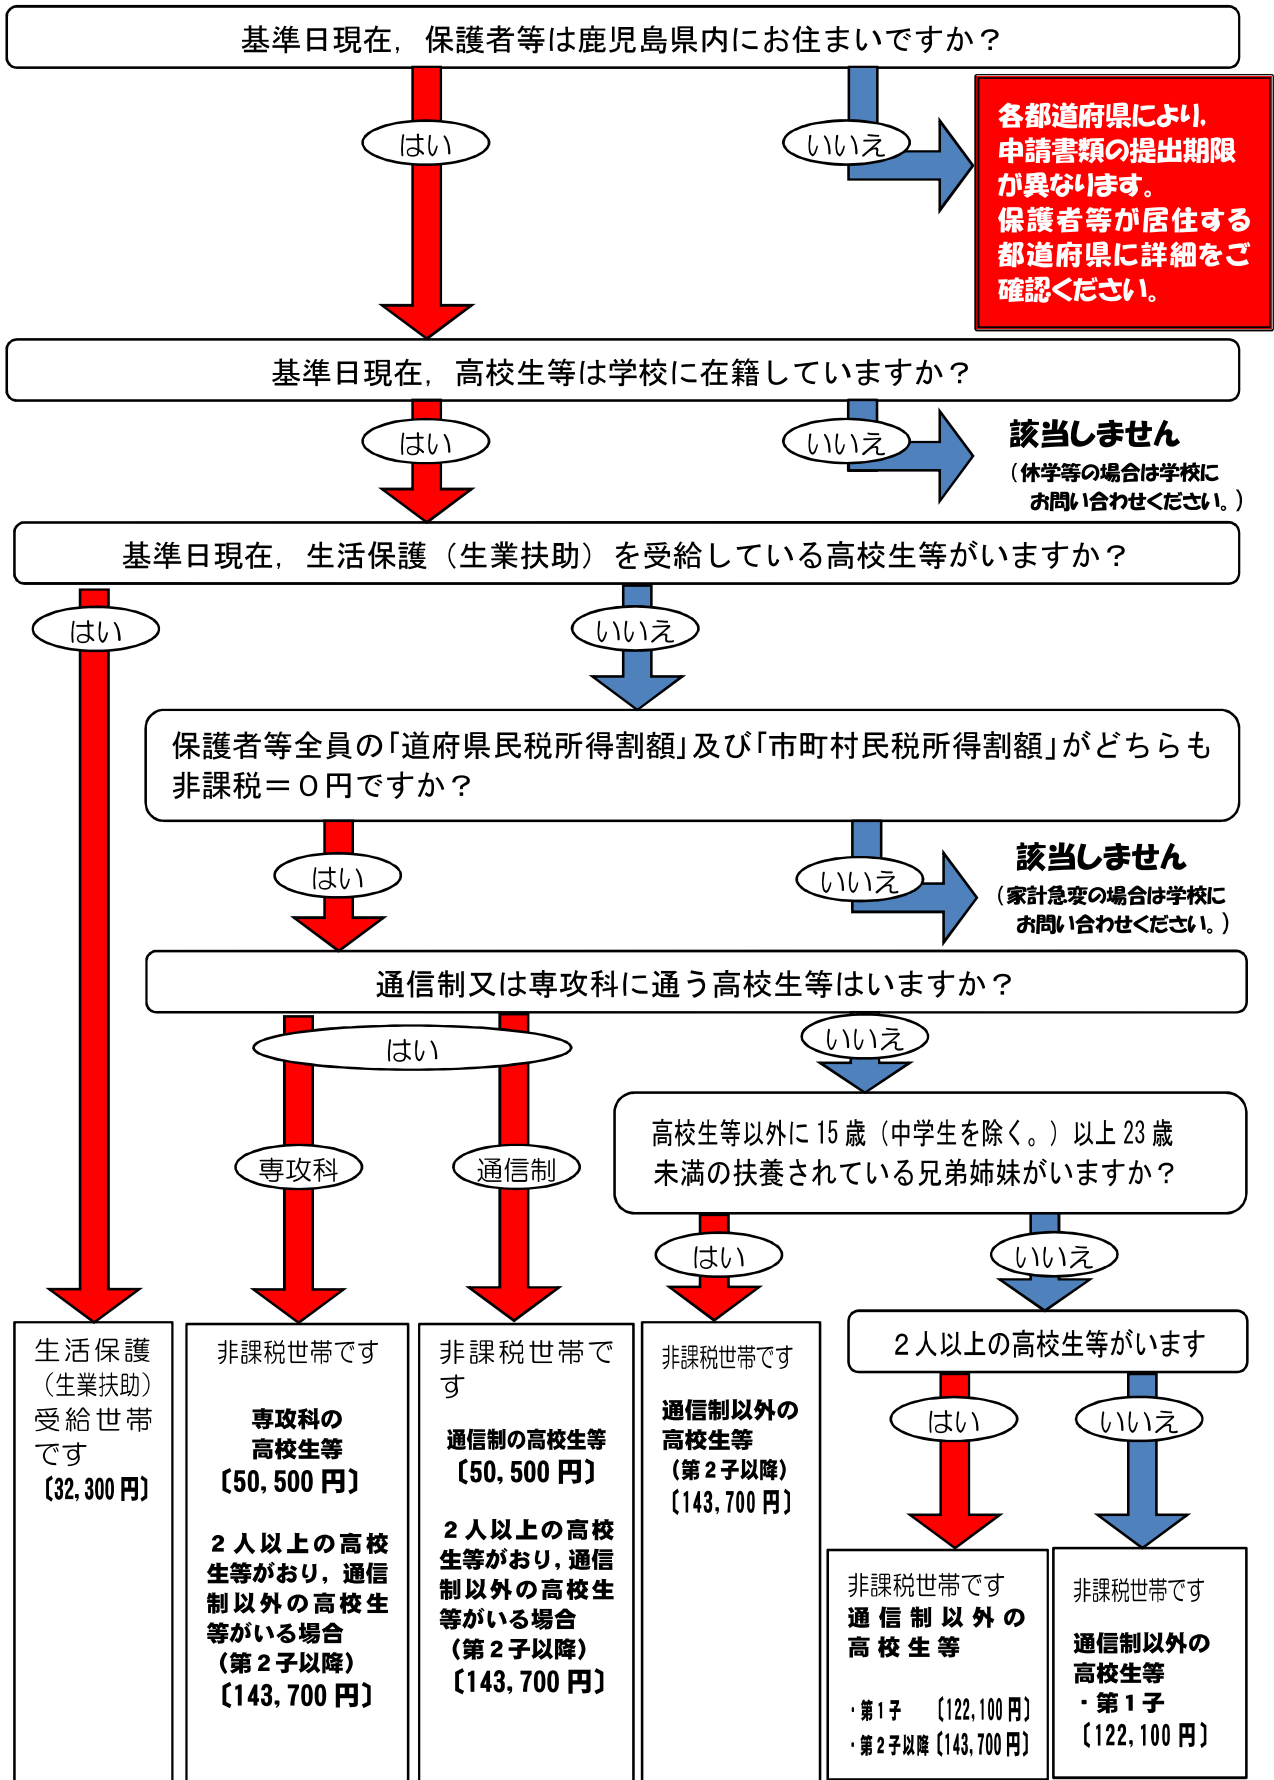 基準日現在，保護者等は鹿児島県内にお住まいですか？
はい
いいえ
各都道府県により，
申請書類の提出期限
が異なります。
保護者等が居住する
都道府県に詳細をご
確認ください。
基準日現在，高校生等は学校に在籍していますか？
はい
いいえ
該当しません
（休学等の場合は学校に
お問い合わせください。）
基準日現在，生活保護（生業扶助）を受給している高校生等がいますか？
はい
いいえ
保護者等全員の「道府県民税所得割額」及び「市町村民税所得割額」がどちらも
非課税＝０円ですか？
はい
いいえ
該当しません
（家計急変の場合は学校に
お問い合わせください。）
通信制又は専攻科に通う高校生等はいますか？
はい
いいえ
専攻科
通信制
高校生等以外に 15 歳（中学生を除く。）以上 23 歳
未満の扶養されている兄弟姉妹がいますか？
はい
いいえ
２人以上の高校生等がいます
はい
いいえ
生活保護
（生業扶助）
受給世帯
です
〔32,300 円〕
非課税世帯です
専攻科の
高校生等
〔50,500 円〕
２人以上の高校
生等がおり，通信
制以外の高校生
等がいる場合
（第２子以降）
〔143,700 円〕
非課税世帯で
す
通信制の高校生等
〔50,500 円〕
２人以上の高校
生等がおり，通信
制以外の高校生
等がいる場合
（第２子以降）
〔143,700 円〕
非課税世帯です
通信制以外の
高校生等
（第２子以降）
〔143,700 円〕
非課税世帯です
通信制以外の
高校生等
・第１子 〔122,100 円〕
・第２子以降〔143,700 円〕
非課税世帯です
通信制以外の
高校生等
・第１子
〔122,100 円〕